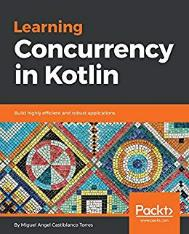 Learning
Concurrency
in Kotlin
Build highly efficient and robust applications
By Miguel Angel Castiblanco Torres
Packt>
www.packt.com